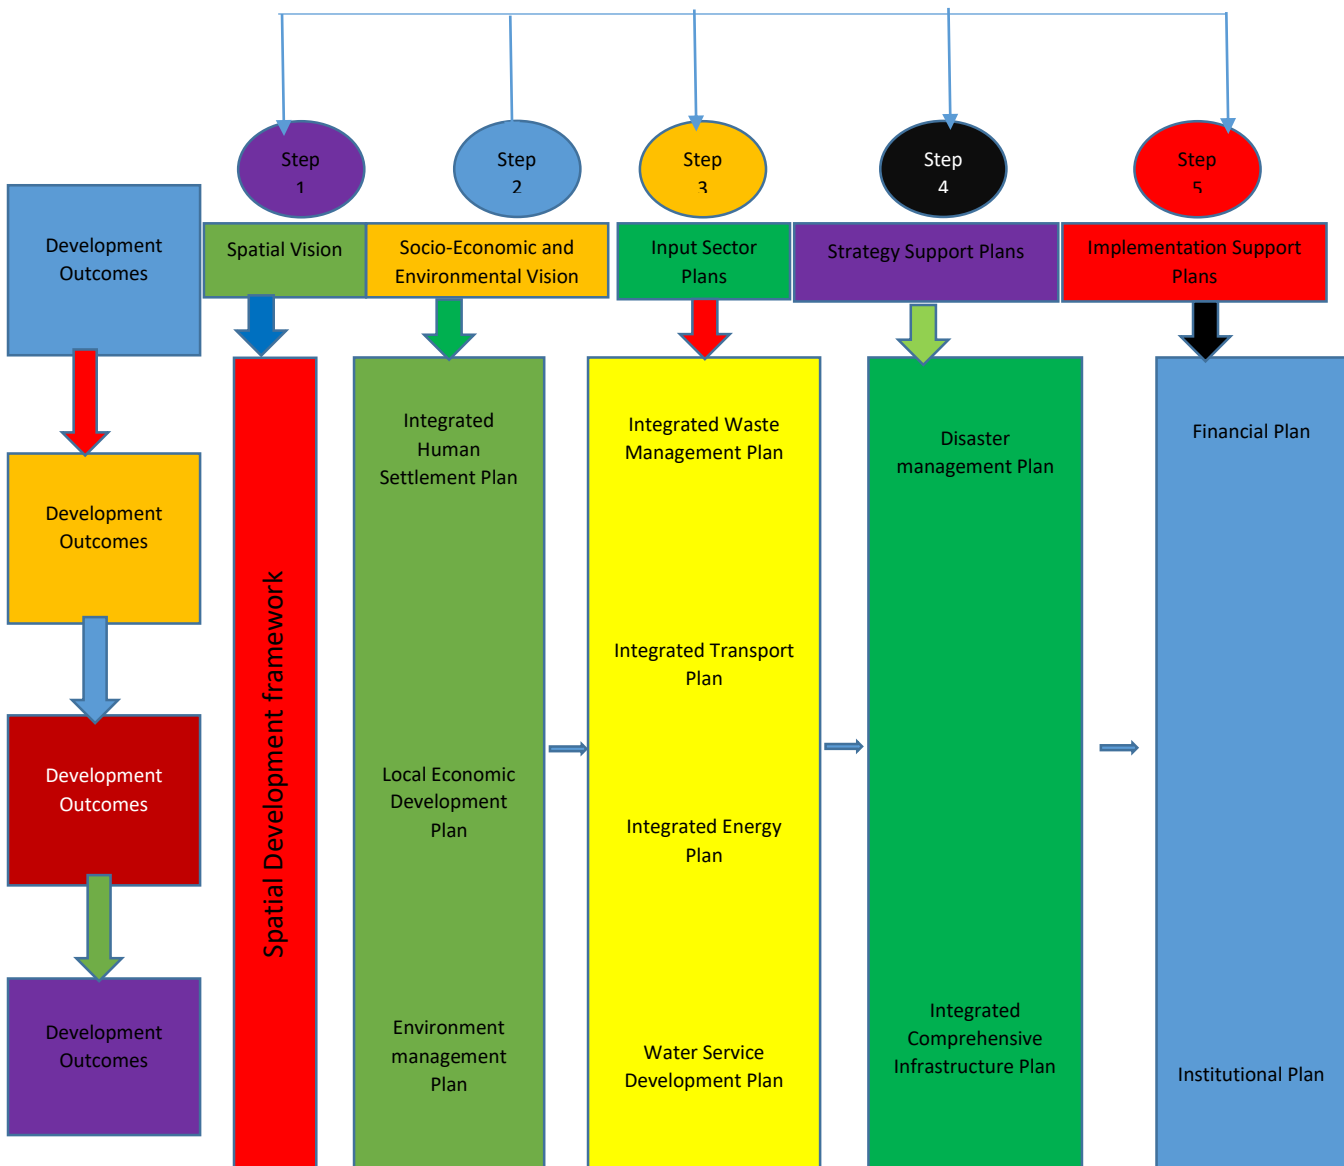 Step
1
Step
2
Step
3
Step
4
Step
5
Development
Outcomes
Spatial Vision
Socio-Economic and
Environmental Vision
Input Sector
Plans
Strategy Support Plans
Implementation Support
Plans
Development
Outcomes
Development
Outcomes
Development
Outcomes
Spatial Development framework
Integrated
Human
Settlement Plan
Local Economic
Development
Plan
Environment
management
Plan
Integrated Waste
Management Plan
Integrated Transport
Plan
Integrated Energy
Plan
Water Service
Development Plan
Disaster
management Plan
Integrated
Comprehensive
Infrastructure Plan
Financial Plan
Institutional Plan